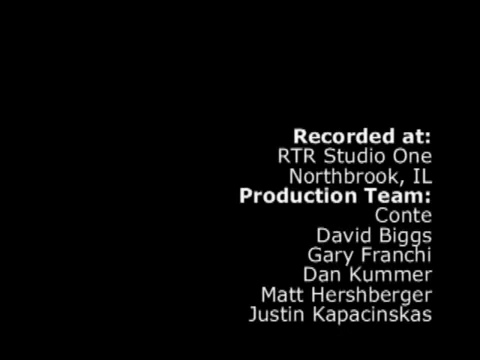 Recorded at:
RTR Studio One
Northbrook, IL
Production Team:
Conte
David Biggs
Gary Franchi
Dan Kummer
Matt Hershberger
Justin Kapacinskas